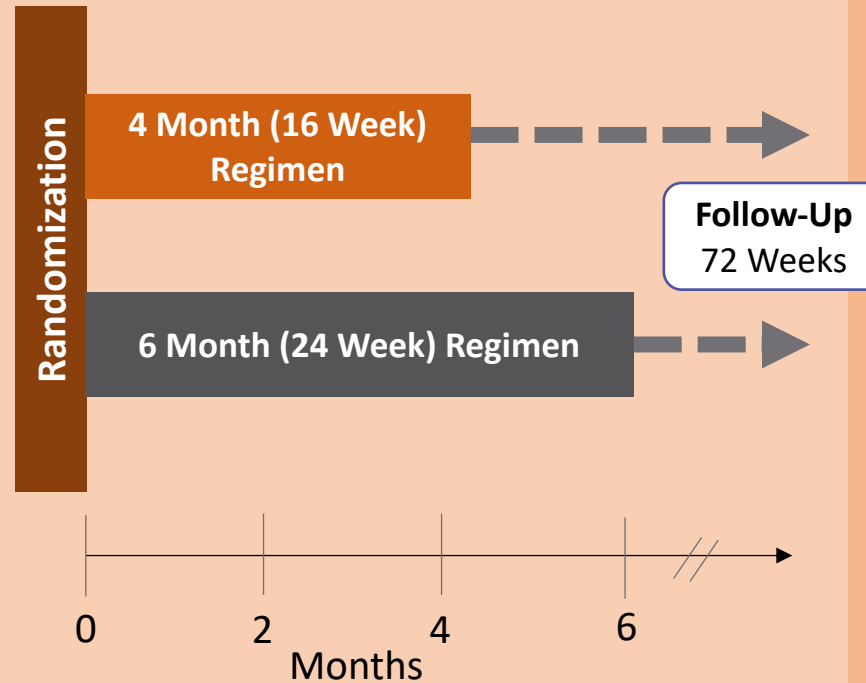 Randomization
4 Month (16 Week)
Regimen
Follow-Up
72 Weeks
6 Month (24 Week) Regimen
0
2
4
6
Months